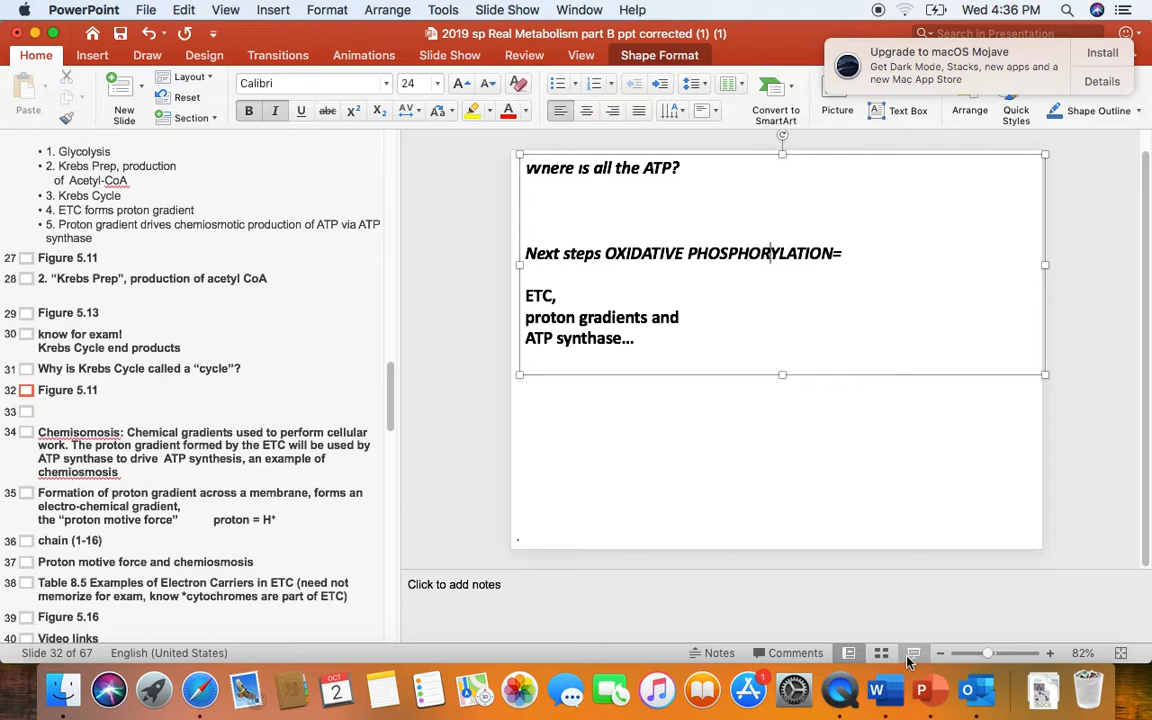 PowerPoint File Edit View Insert Format Arrange Tools Slide Show Window Help Wed 4:36 PM
2019 sp Real Metabolism part B ppt corrected (1) (1) Search in Presentation
Home Insert Draw Design Transitions Animations Slide Show Review View Shape Format
Upgrade to macOS Mojave
Get Dark Mode, Stacks, new apps and a
new Mac App Store
Install
Details
Paste
New
Slide
Layout
Reset
Section
Calibri 24
B I U abc X² X₂ AV Aa A
Convert to
SmartArt
Picture
Text Box
Arrange
Quick
Styles
Shape Outline
• 1. Glycolysis
• 2. Krebs Prep, production
of Acetyl-CoA
• 3. Krebs Cycle
• 4. ETC forms proton gradient
• 5. Proton gradient drives chemiosmotic production of ATP via ATP
synthase
27 Figure 5.11
28 2. “Krebs Prep”, production of acetyl CoA
29 Figure 5.13
30 know for exam!
Krebs Cycle end products
31 Why is Krebs Cycle called a “cycle”?
32 Figure 5.11
33
34 Chemisomosis: Chemical gradients used to perform cellular
work. The proton gradient formed by the ETC will be used by
ATP synthase to drive ATP synthesis, an example of
chemiosmosis
35 Formation of proton gradient across a membrane, forms an
electro-chemical gradient,
the “proton motive force” proton = H⁺
36 chain (1-16)
37 Proton motive force and chemiosmosis
38 Table 8.5 Examples of Electron Carriers in ETC (need not
memorize for exam, know *cytochromes are part of ETC)
39 Figure 5.16
40 Video links
Where is all the ATP?
Next steps OXIDATIVE PHOSPHORYLATION=
ETC,
proton gradients and
ATP synthase...
.
Click to add notes
Slide 32 of 67 English (United States) Notes Comments 82%
OCT
2
1
W P
DOCX